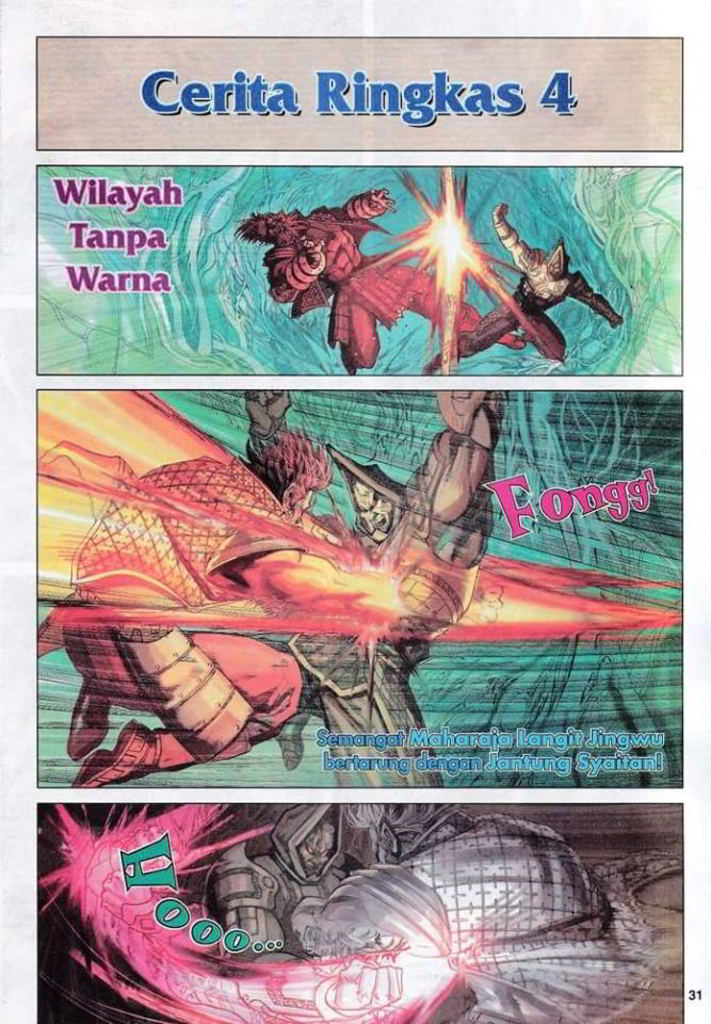 Cerita Ringkas 4
Wilayah
Tanpa
Warna
Fongg!
Semangat Maharaja Langit Jingwu
bertarung dengan Jantung Syaitan!
Hooo...
31